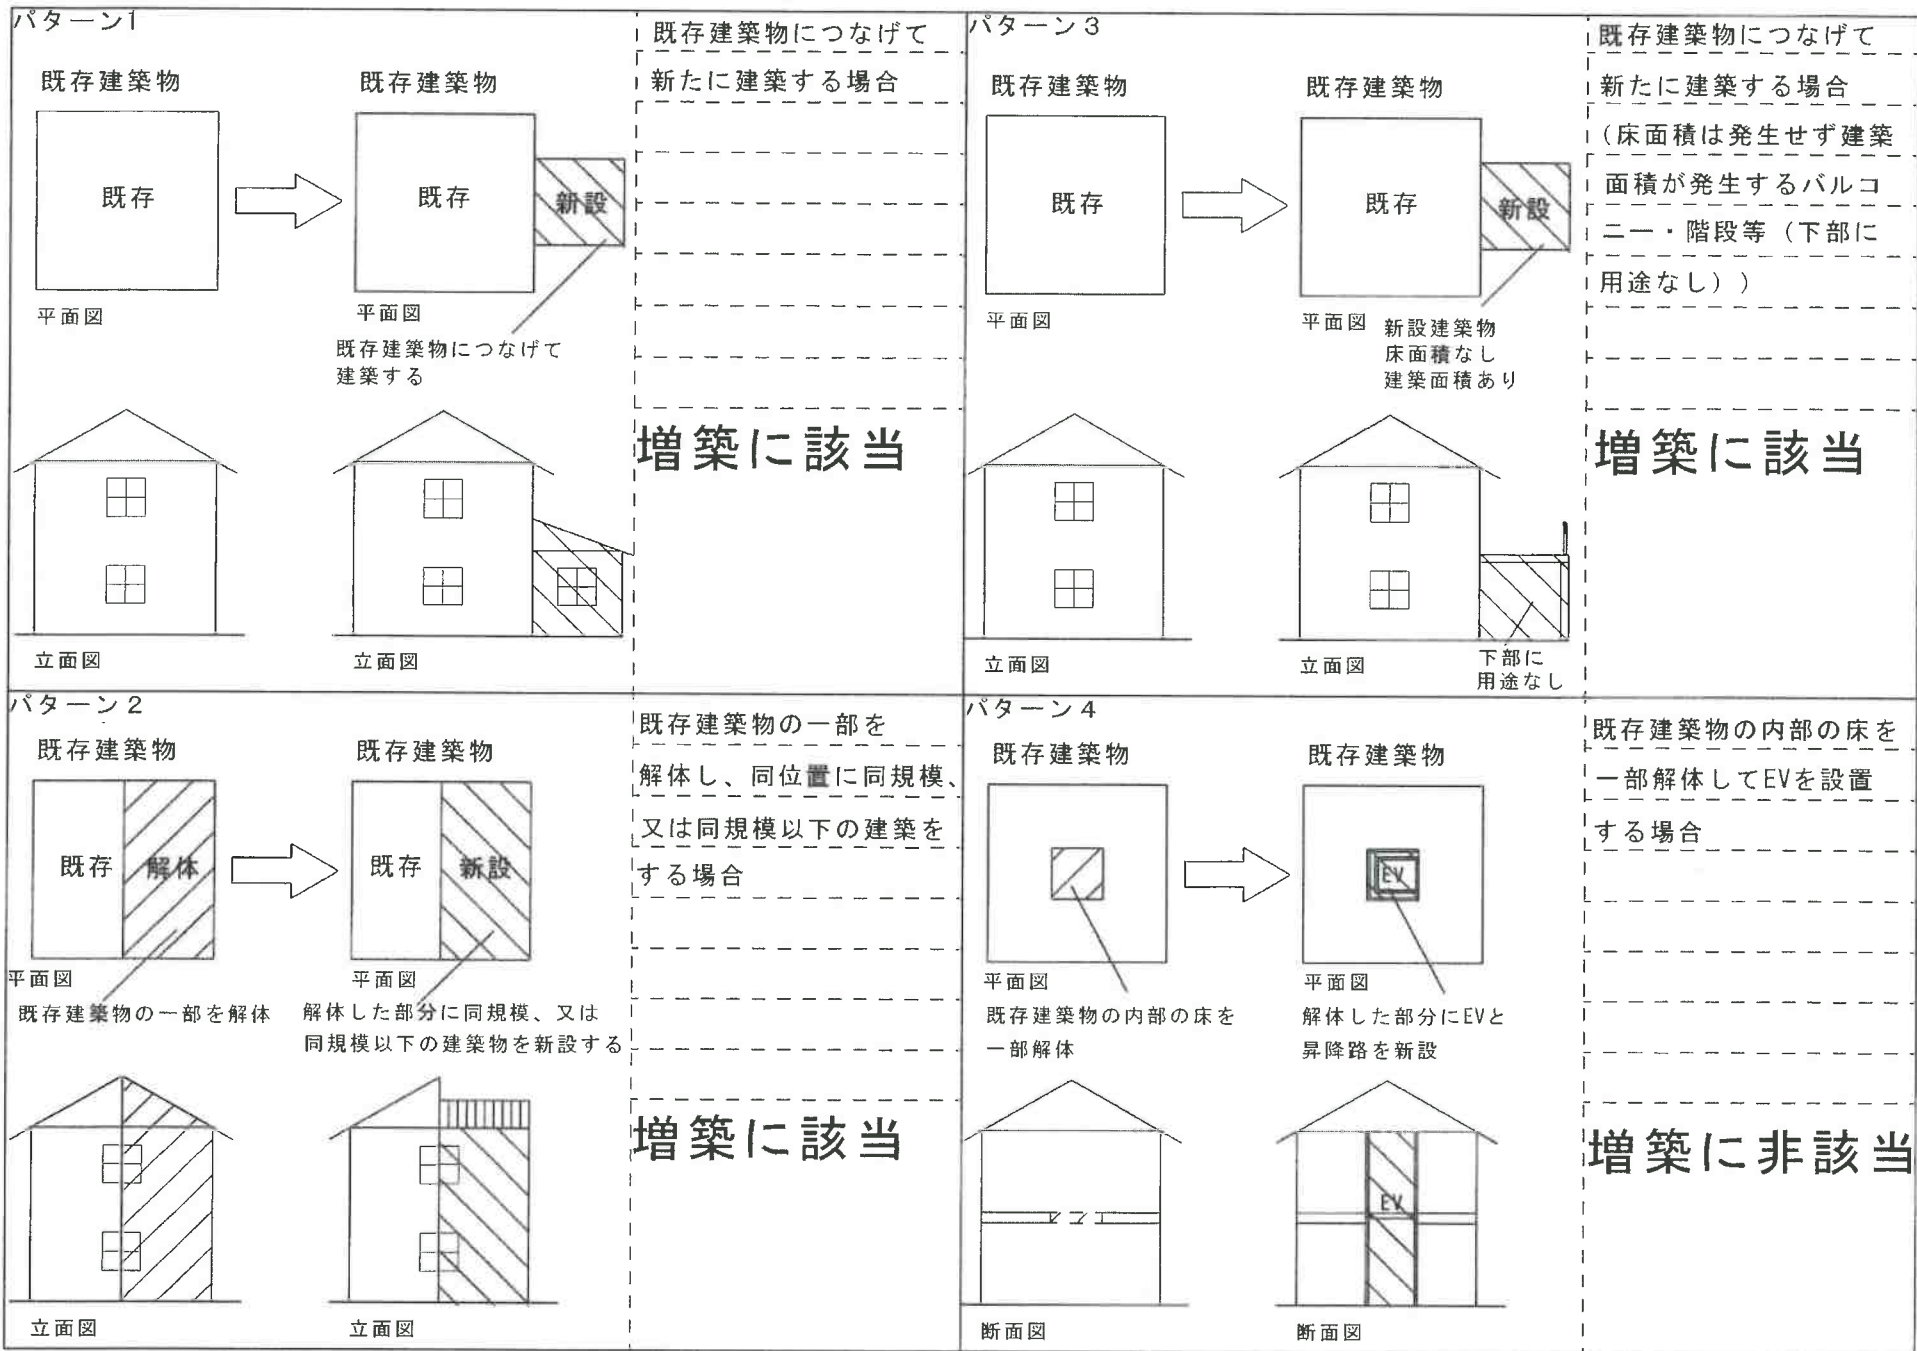 パターン1
既存建築物
既存建築物
既存
既存
新設
平面図
平面図
既存建築物につなげて
建築する
立面図
立面図
既存建築物につなげて
新たに建築する場合
増築に該当
パターン3
既存建築物
既存建築物
既存
既存
新設
平面図
平面図
新設建築物
床面積なし
建築面積あり
立面図
立面図
下部に
用途なし
既存建築物につなげて
新たに建築する場合
(床面積は発生せず建築
面積が発生するバルコ
ニー・階段等(下部に
用途なし))
増築に該当
パターン2
既存建築物
既存建築物
既存
解体
既存
新設
平面図
平面図
既存建築物の一部を解体
解体した部分に同規模、又は
同規模以下の建築物を新設する
立面図
立面図
既存建築物の一部を
解体し、同位置に同規模、
又は同規模以下の建築を
する場合
増築に該当
パターン4
既存建築物
既存建築物
EV
平面図
平面図
既存建築物の内部の床を
一部解体
解体した部分にEVと
昇降路を新設
EV
断面図
断面図
既存建築物の内部の床を
一部解体してEVを設置
する場合
増築に非該当